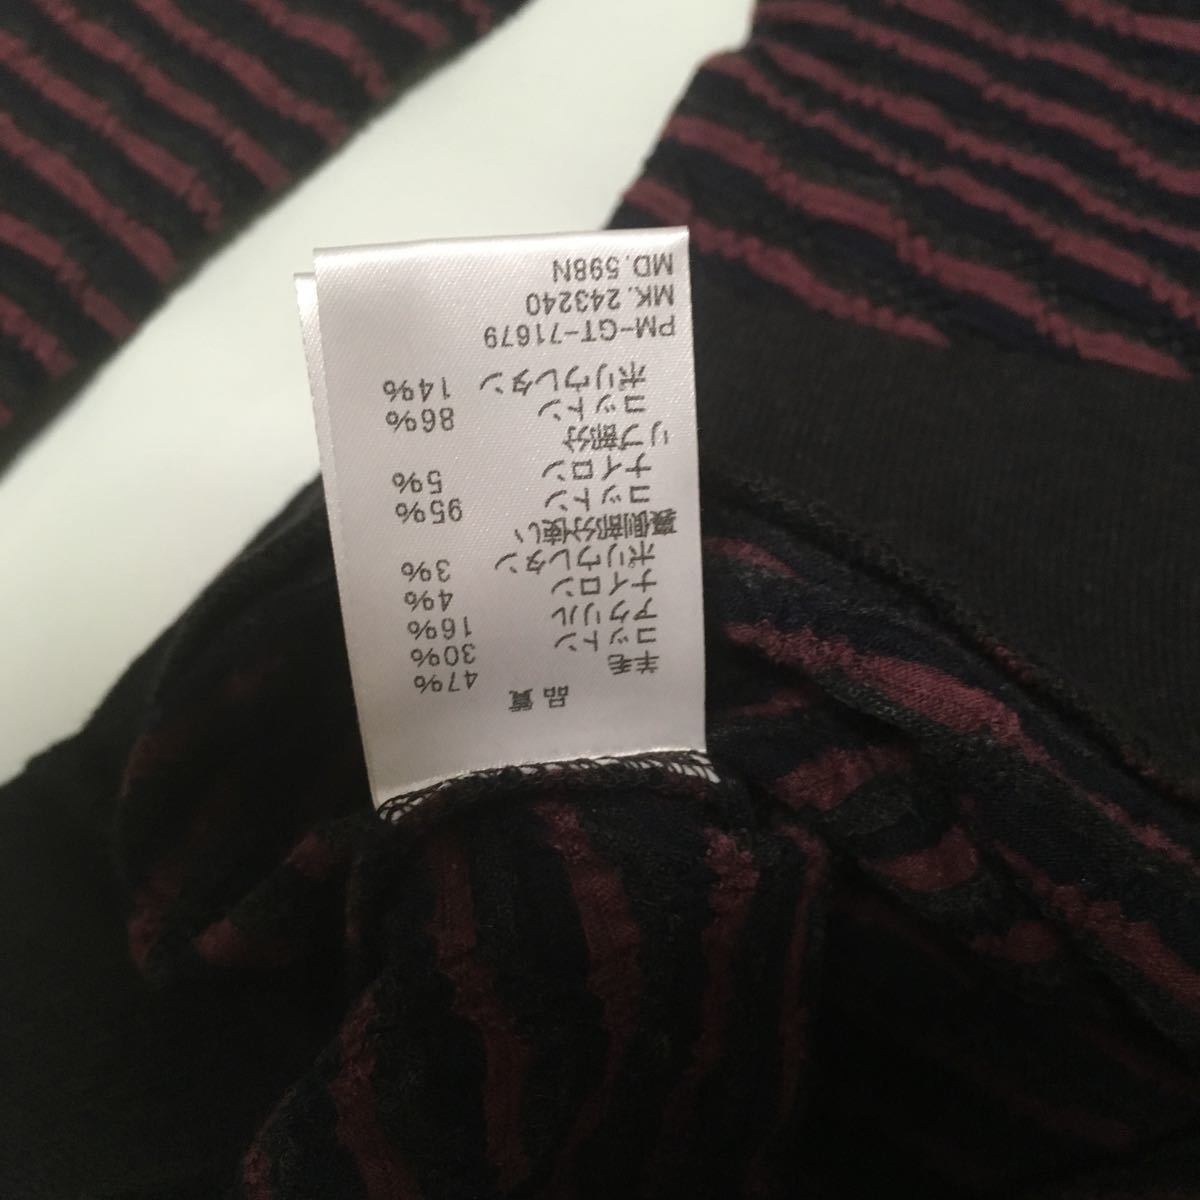 品質
羊毛 47%
コットン 30%
アクリル 16%
ナイロン 4%
ポリウレタン 3%
裏側部分使い
コットン 95%
ナイロン 5%
リブ部分
コットン 86%
ポリウレタン 14%
PM-GT-71679
MK. 243240
MD.598N